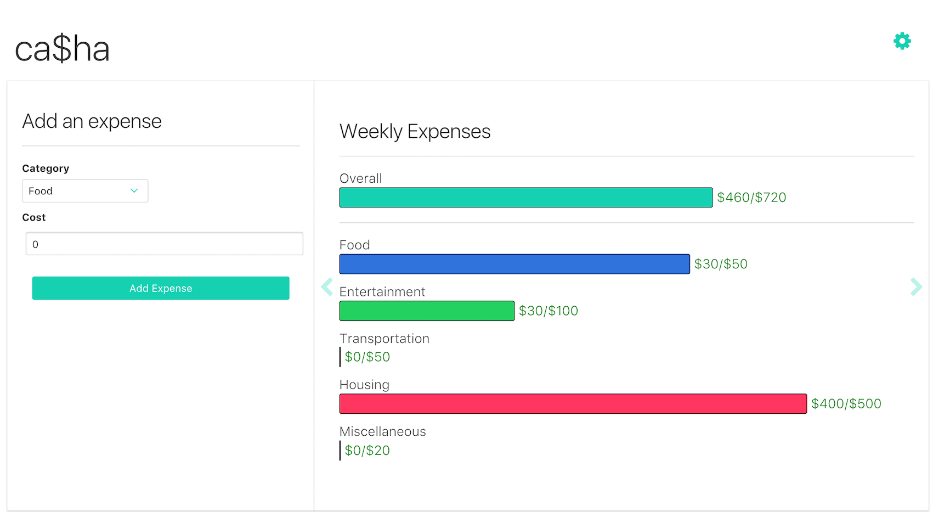 ca$ha
Add an expense
Category
Food
Cost
0
Add Expense
Weekly Expenses
Overall
$460/$720
Food
$30/$50
Entertainment
$30/$100
Transportation
$0/$50
Housing
$400/$500
Miscellaneous
$0/$20